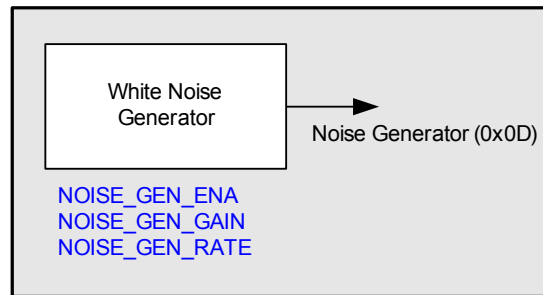 White Noise
Generator
Noise Generator (0x0D)
NOISE_GEN_ENA
NOISE_GEN_GAIN
NOISE_GEN_RATE